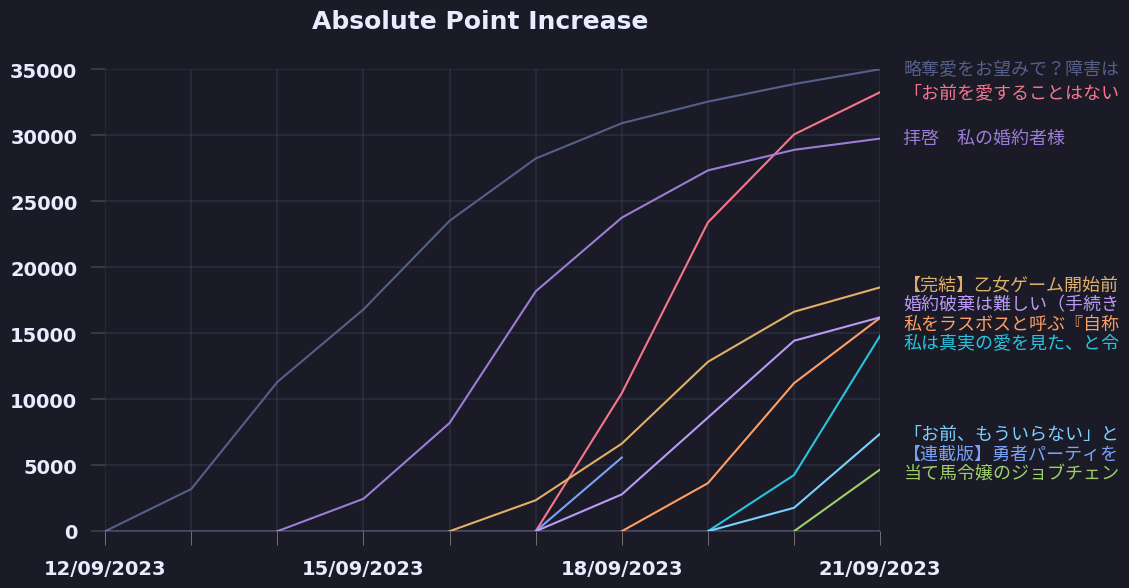 Absolute Point Increase
35000
30000
25000
20000
15000
10000
5000
0
12/09/2023
15/09/2023
18/09/2023
21/09/2023
略奪愛をお望みで？障害は
「お前を愛することはない
拝啓　私の婚約者様
【完結】乙女ゲーム開始前
婚約破棄は難しい（手続き
私をラスボスと呼ぶ『自称
私は真実の愛を見た、と令
「お前、もういらない」と
【連載版】勇者パーティを
当て馬令嬢のジョブチェン